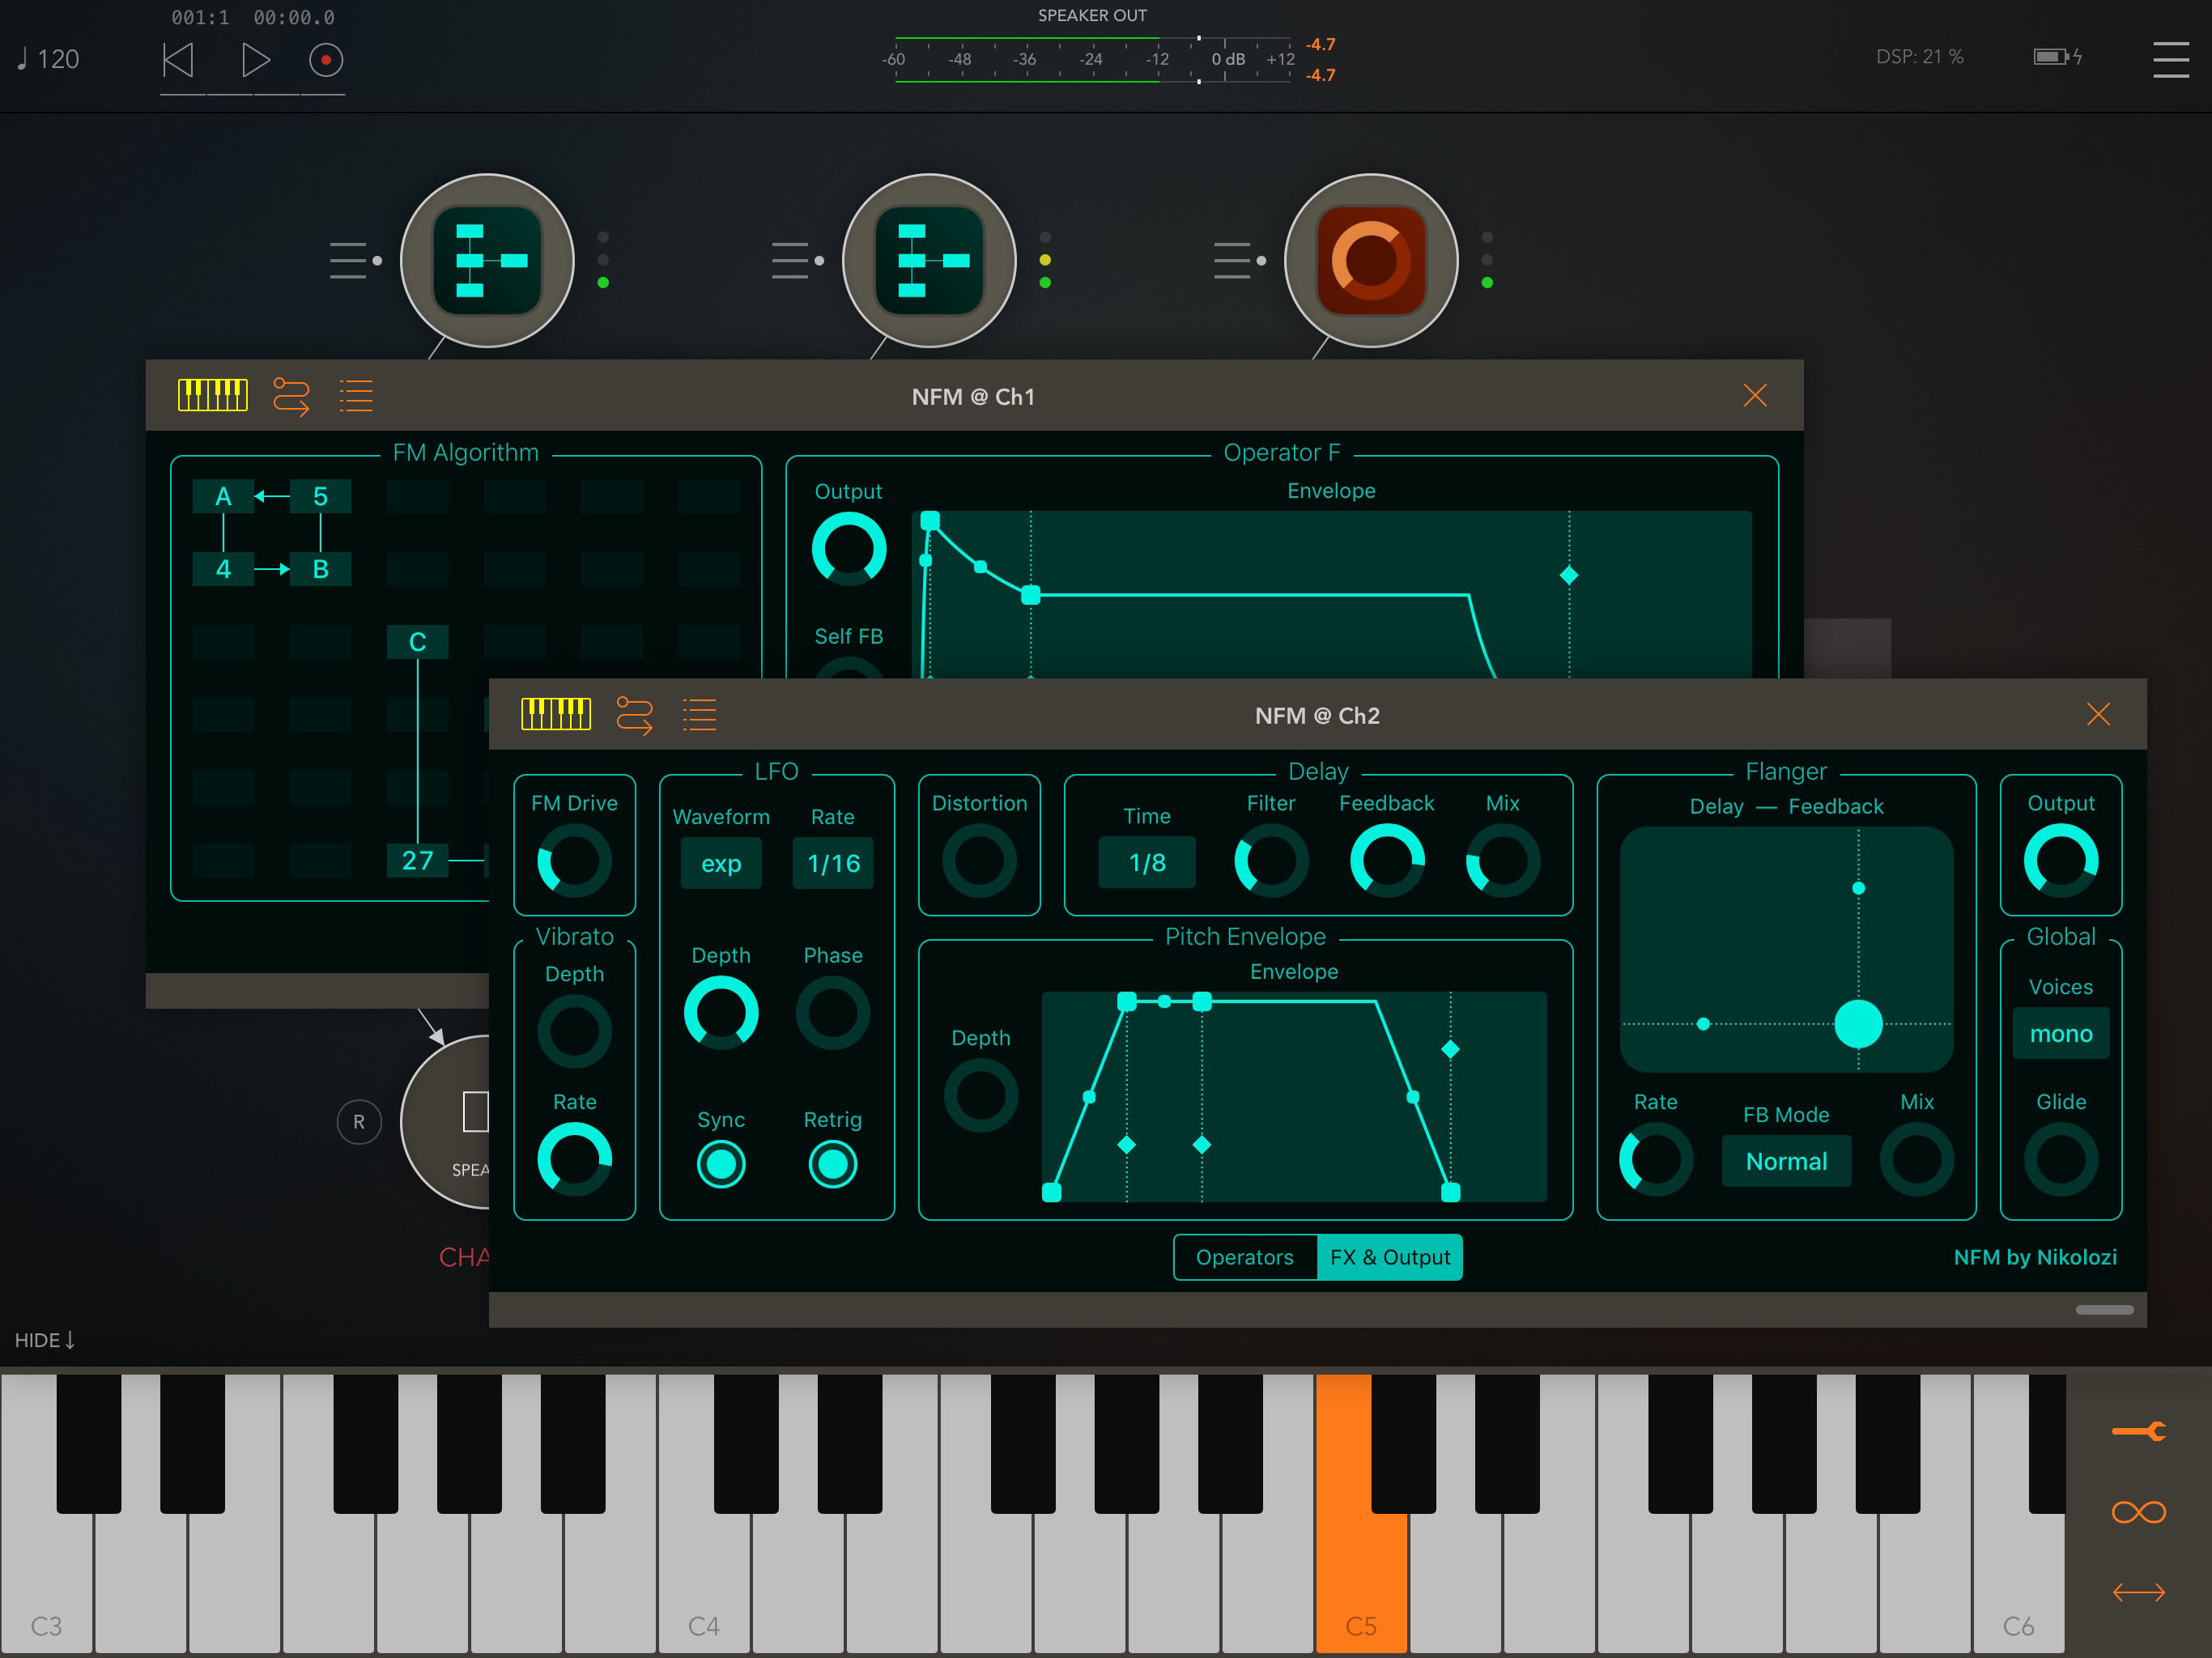 001:1 00:00.0
120
SPEAKER OUT
-60 -48 -36 -24 -12 0 dB +12
-4.7
-4.7
DSP: 21 %
NFM @ Ch1
FM Algorithm
A 5
4 B
C
27
Operator F
Output
Envelope
Self FB
NFM @ Ch2
FM Drive
Vibrato
Depth
Rate
LFO
Waveform Rate
exp 1/16
Depth Phase
Sync Retrig
Distortion
Delay
Time Filter Feedback Mix
1/8
Pitch Envelope
Envelope
Depth
Flanger
Delay — Feedback
Rate FB Mode Mix
Normal
Output
Global
Voices
mono
Glide
Operators FX & Output
NFM by Nikolozi
R
SPEA
CHA
HIDE↓
C3 C4 C5 C6